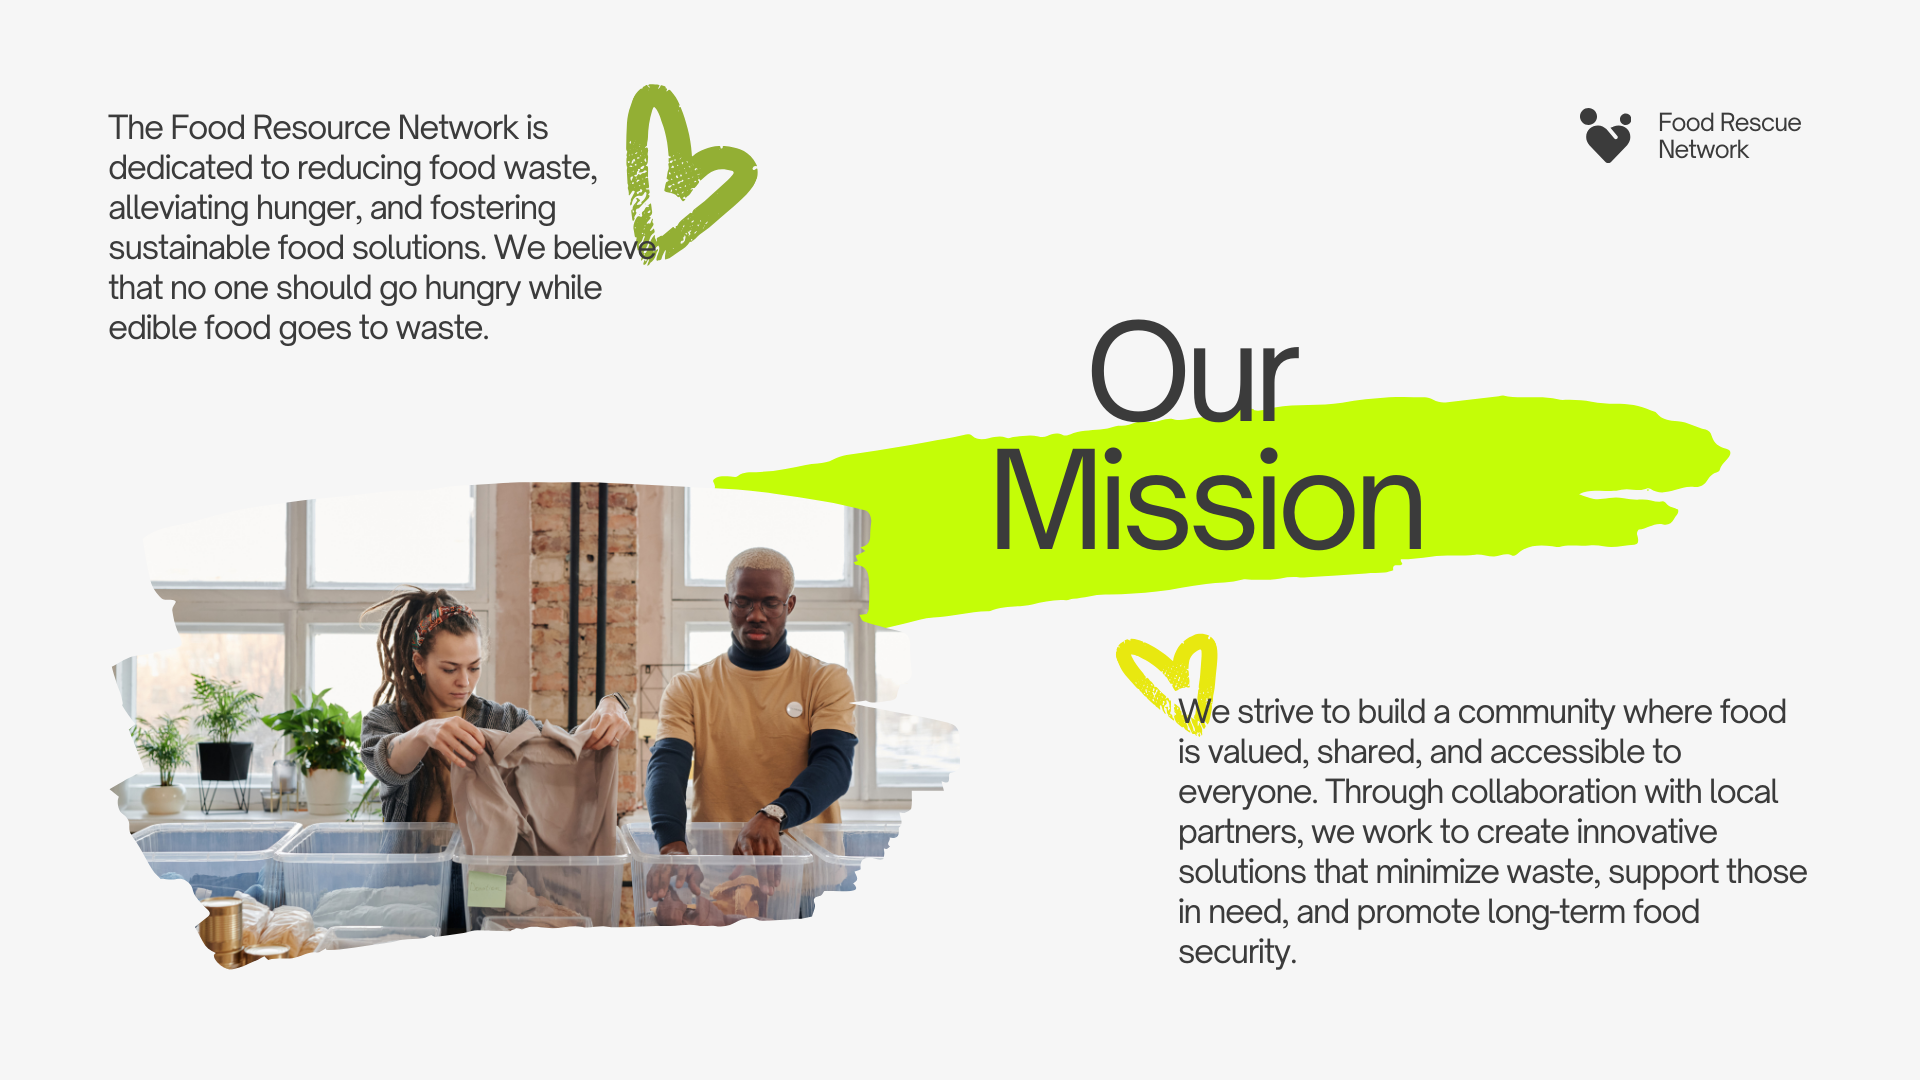 The Food Resource Network is
dedicated to reducing food waste,
alleviating hunger, and fostering
sustainable food solutions. We believe
that no one should go hungry while
edible food goes to waste.
Food Rescue
Network
Our
Mission
We strive to build a community where food
is valued, shared, and accessible to
everyone. Through collaboration with local
partners, we work to create innovative
solutions that minimize waste, support those
in need, and promote long-term food
security.